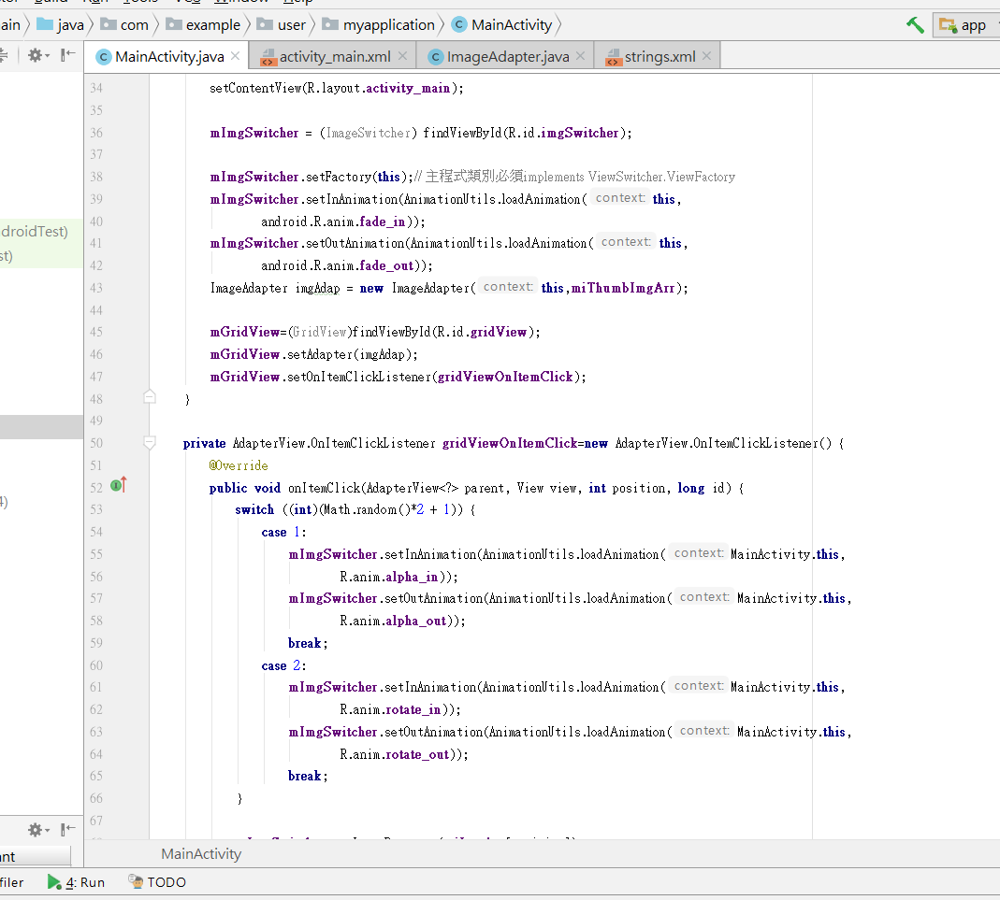 Build Run Tools VCS Window Help
ain java com example user myapplication MainActivity app
MainActivity.java activity_main.xml ImageAdapter.java strings.xml
droidTest)
st)
4)
34 setContentView(R.layout.activity_main);
35
36 mImgSwitcher = (ImageSwitcher) findViewById(R.id.imgSwitcher);
37
38 mImgSwitcher.setFactory(this);// 主程式類別必須implements ViewSwitcher.ViewFactory
39 mImgSwitcher.setInAnimation(AnimationUtils.loadAnimation( context: this,
40 android.R.anim.fade_in));
41 mImgSwitcher.setOutAnimation(AnimationUtils.loadAnimation( context: this,
42 android.R.anim.fade_out));
43 ImageAdapter imgAdap = new ImageAdapter( context: this,miThumbImgArr);
44
45 mGridView=(GridView)findViewById(R.id.gridView);
46 mGridView.setAdapter(imgAdap);
47 mGridView.setOnItemClickListener(gridViewOnItemClick);
48 }
49
50 private AdapterView.OnItemClickListener gridViewOnItemClick=new AdapterView.OnItemClickListener() {
51 @Override
52 public void onItemClick(AdapterView<?> parent, View view, int position, long id) {
53 switch ((int)(Math.random()*2 + 1)) {
54 case 1:
55 mImgSwitcher.setInAnimation(AnimationUtils.loadAnimation( context: MainActivity.this,
56 R.anim.alpha_in));
57 mImgSwitcher.setOutAnimation(AnimationUtils.loadAnimation( context: MainActivity.this,
58 R.anim.alpha_out));
59 break;
60 case 2:
61 mImgSwitcher.setInAnimation(AnimationUtils.loadAnimation( context: MainActivity.this,
62 R.anim.rotate_in));
63 mImgSwitcher.setOutAnimation(AnimationUtils.loadAnimation( context: MainActivity.this,
64 R.anim.rotate_out));
65 break;
66 }
67
MainActivity
ant
filer 4: Run TODO